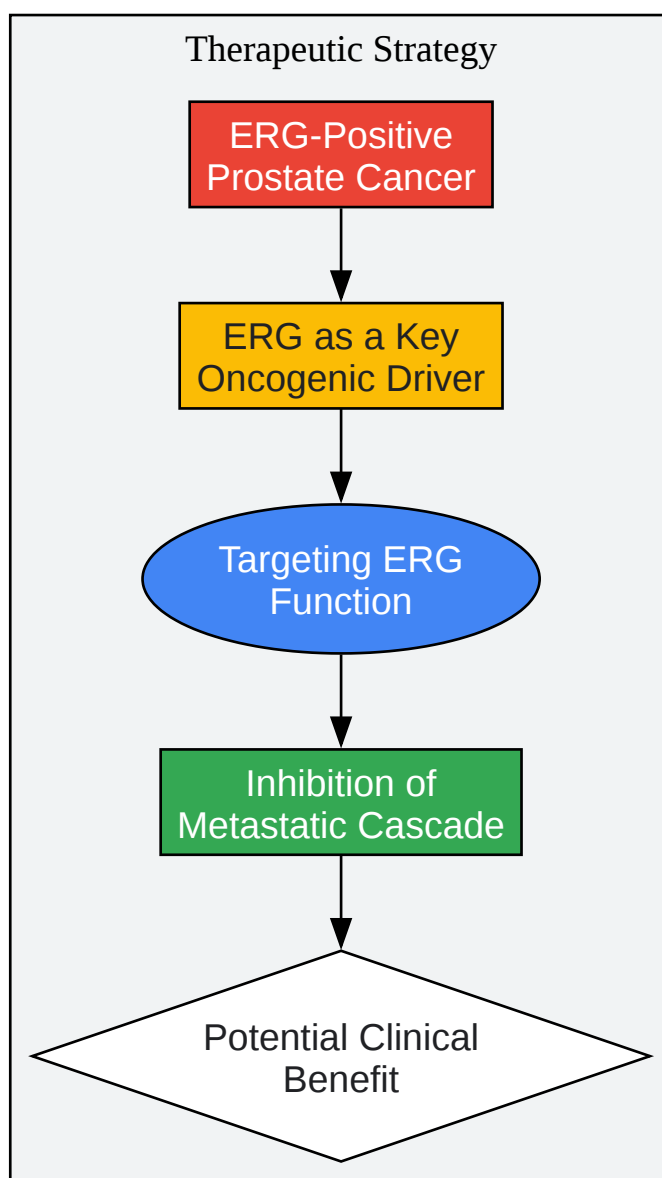 Therapeutic Strategy
ERG-Positive
Prostate Cancer
ERG as a Key
Oncogenic Driver
Targeting ERG
Function
Inhibition of
Metastatic Cascade
Potential Clinical
Benefit